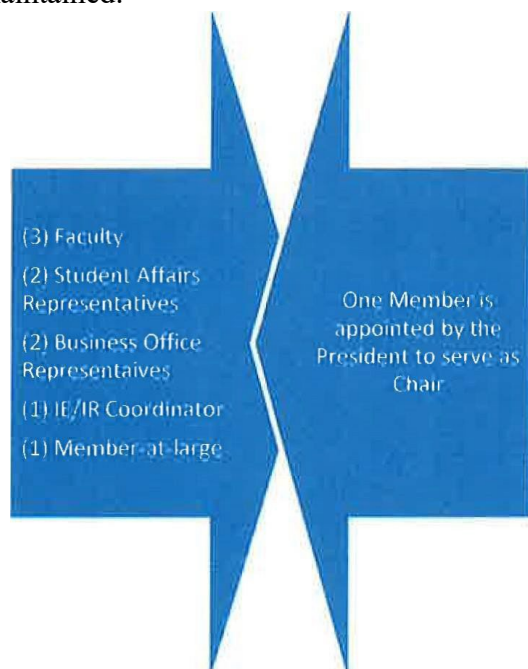 (3) Faculty
(2) Student Affairs
Representatives
(2) Business Office
Representaives
(1) IE/IR Coordinator
(1) Member-at-large
One Member is
appointed by the
President to serve as
Chair